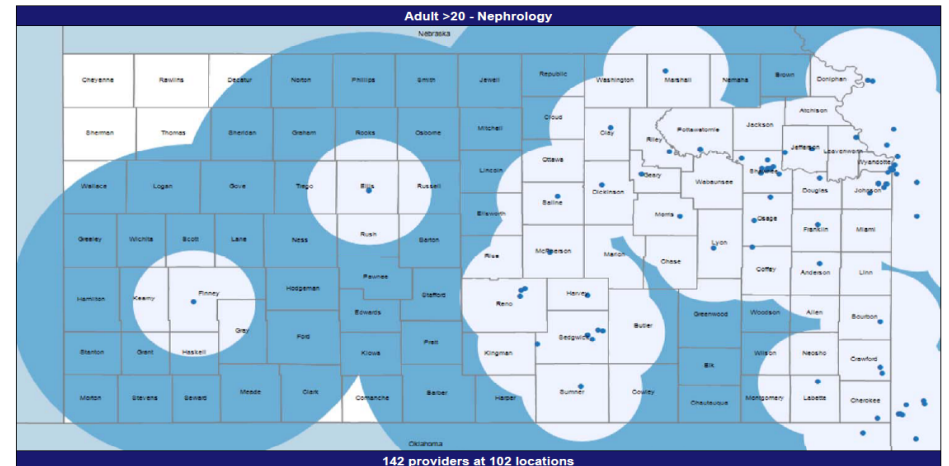 Adult >20 - Nephrology
Nebraska
Cheyenne Rawlins Decatur Norton Phillips Smith Jewell Republic Washington Marshall Nemaha Brown Doniphan
Atchison
Cloud Clay Riley Pottawatomie Jackson
Sherman Thomas Sheridan Graham Rooks Osborne Mitchell Jefferson Leavenworth
Ottawa Wyandotte
Lincoln Geary Wabaunsee Shawnee
Wallace Logan Gove Trego Ellis Russell Dickinson Douglas Johnson
Saline
Ellsworth Morris Osage
Greeley Wichita Scott Lane Ness Rush Barton Lyon Franklin Miami
Rice McPherson Marion Chase
Coffey Anderson Linn
Pawnee
Hamilton Kearny Finney Hodgeman Stafford Reno Harvey
Edwards Greenwood Woodson Allen Bourbon
Gray Ford Butler
Sedgwick
Stanton Grant Haskell Kiowa Pratt Kingman Wilson Neosho Crawford
Elk
Morton Stevens Seward Meade Clark Comanche Barber Harper Sumner Cowley Chautauqua Montgomery Labette Cherokee
Oklahoma
142 providers at 102 locations